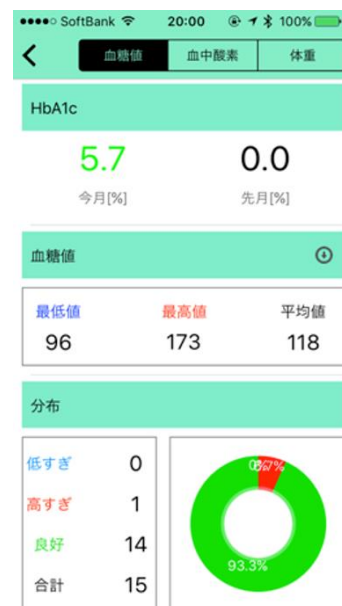 SoftBank 20:00 100%
血糖値 血中酸素 体重
HbA1c
5.7 0.0
今月[%] 先月[%]
血糖値
最低値 最高値 平均値
96 173 118
分布
低すぎ 0
高すぎ 1
良好 14
合計 15
6.7%
93.3%